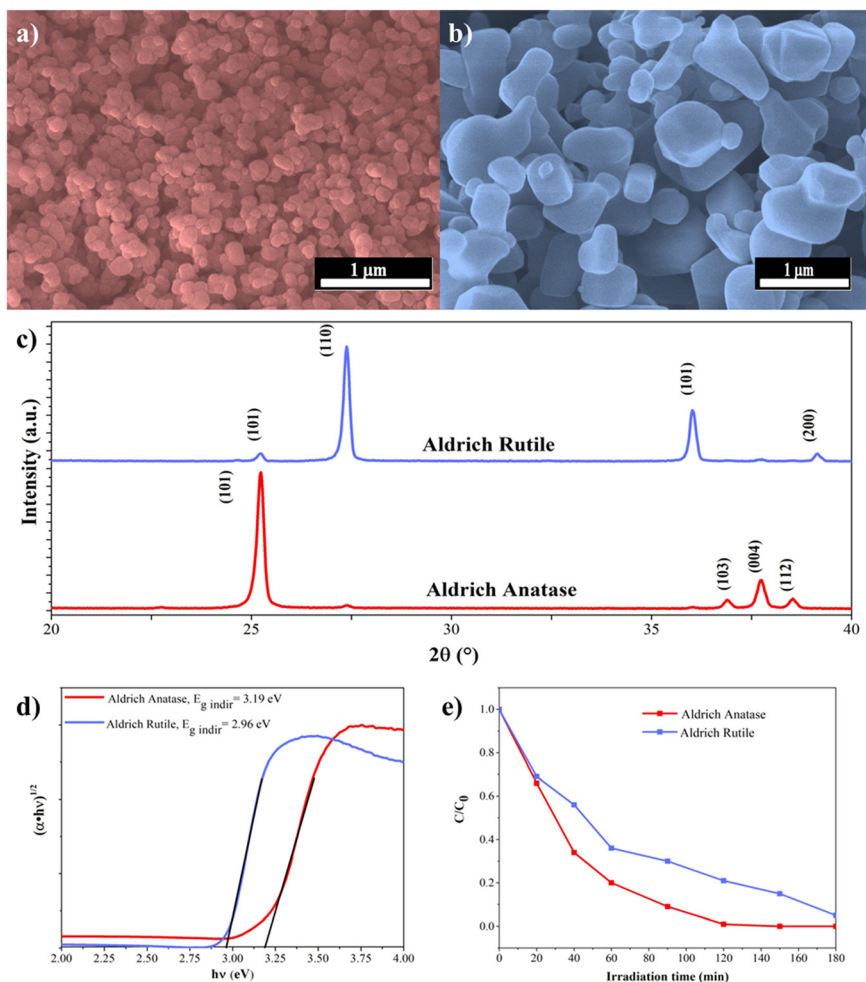 a)
1 μm
b)
1 μm
c)
Intensity (a.u.)
(101)
(110)
(101)
(200)
Aldrich Rutile
(101)
(103)
(004)
(112)
Aldrich Anatase
20
25
30
35
40
2θ (°)
d)
Aldrich Anatase, E g indir= 3.19 eV
Aldrich Rutile, E g indir= 2.96 eV
(α•hν)1/2
2.00
2.25
2.50
2.75
3.00
3.25
3.50
3.75
4.00
hν (eV)
e)
Aldrich Anatase
Aldrich Rutile
C/C0
1.0
0.8
0.6
0.4
0.2
0.0
0
20
40
60
80
100
120
140
160
180
Irradiation time (min)